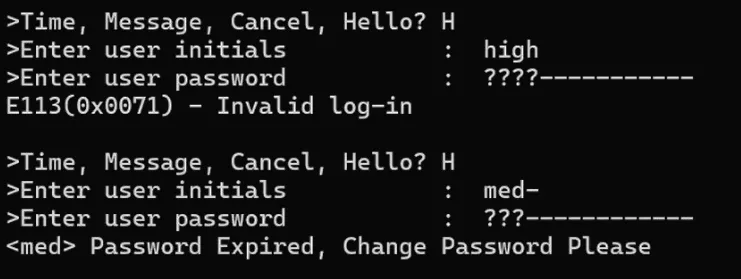 >Time, Message, Cancel, Hello? H
>Enter user initials : high
>Enter user password : ????-----------
E113(0x0071) - Invalid log-in
>Time, Message, Cancel, Hello? H
>Enter user initials : med-
>Enter user password : ???------------
<med> Password Expired, Change Password Please